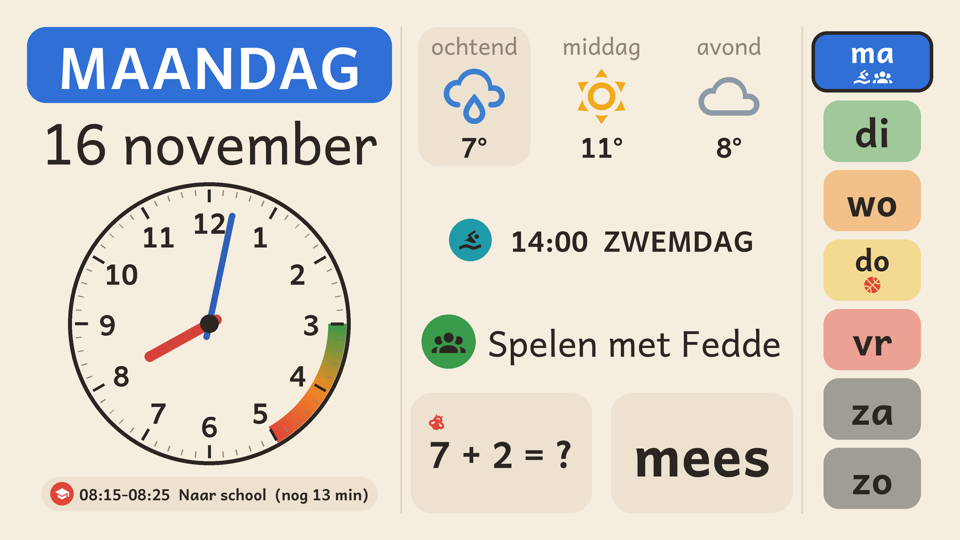 MAANDAG
16 november
12
1
2
3
4
5
6
7
8
9
10
11
08:15-08:25 Naar school (nog 13 min)
ochtend
7°
middag
11°
avond
8°
14:00 ZWEMDAG
Spelen met Fedde
7 + 2 = ?
mees
ma
di
wo
do
vr
za
zo